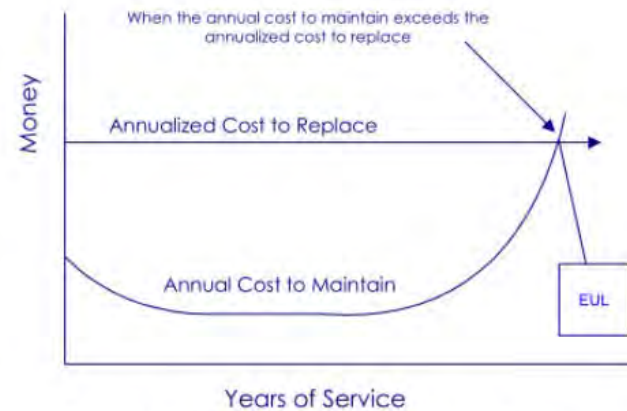 When the annual cost to maintain exceeds the
annualized cost to replace
Money
Annualized Cost to Replace
Annual Cost to Maintain
EUL
Years of Service